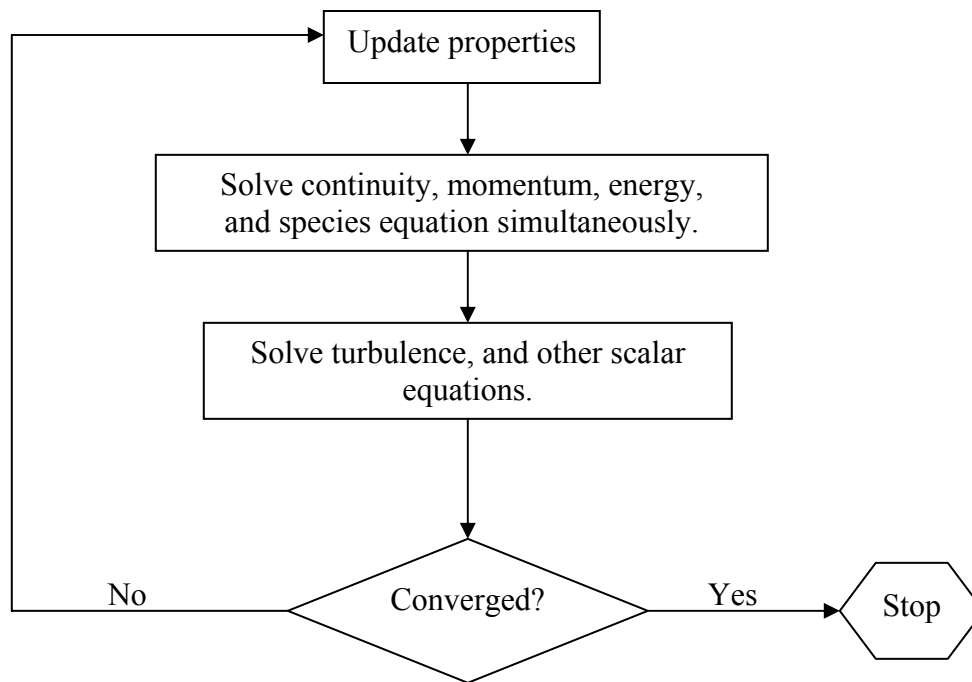 Update properties
Solve continuity, momentum, energy,
and species equation simultaneously.
Solve turbulence, and other scalar
equations.
No
Converged?
Yes
Stop